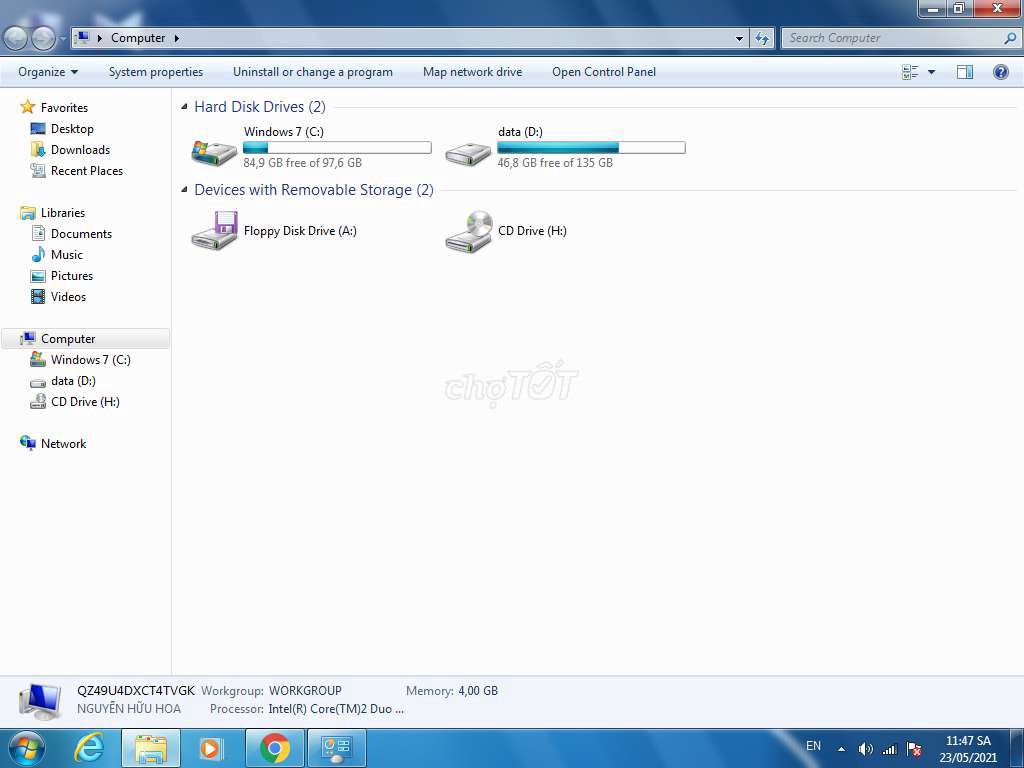 Computer
Search Computer
Organize
System properties
Uninstall or change a program
Map network drive
Open Control Panel
Favorites
Desktop
Downloads
Recent Places
Libraries
Documents
Music
Pictures
Videos
Computer
Windows 7 (C:)
data (D:)
CD Drive (H:)
Network
Hard Disk Drives (2)
Windows 7 (C:)
84,9 GB free of 97,6 GB
data (D:)
46,8 GB free of 135 GB
Devices with Removable Storage (2)
Floppy Disk Drive (A:)
CD Drive (H:)
chợTỐT
QZ49U4DXCT4TVGK Workgroup: WORKGROUP Memory: 4,00 GB
NGUYỄN HỮU HOA Processor: Intel(R) Core(TM)2 Duo ...
EN
11:47 SA
23/05/2021